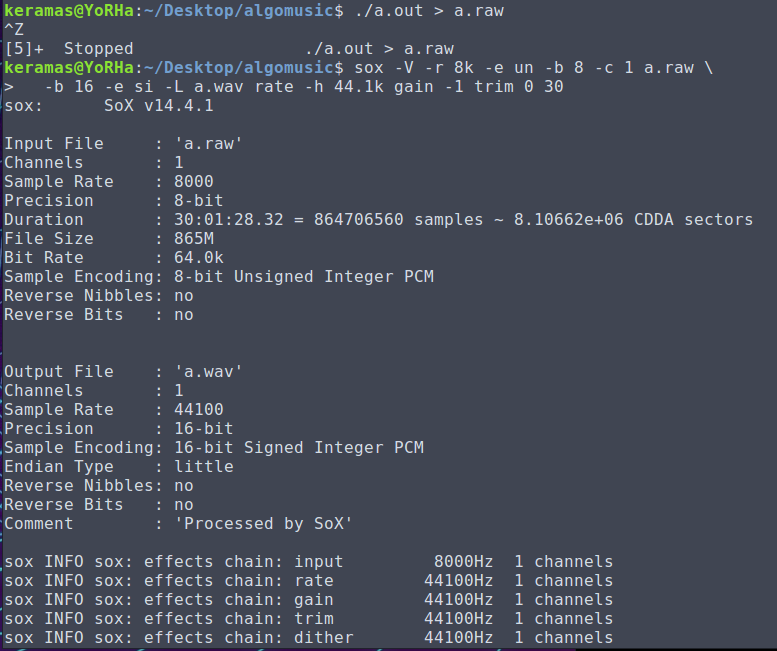 keramas@YoRHa:~/Desktop/algomusic$ ./a.out > a.raw
^Z
[5]+  Stopped                 ./a.out > a.raw
keramas@YoRHa:~/Desktop/algomusic$ sox -V -r 8k -e un -b 8 -c 1 a.raw \
>   -b 16 -e si -L a.wav rate -h 44.1k gain -1 trim 0 30
sox:      SoX v14.4.1

Input File     : 'a.raw'
Channels       : 1
Sample Rate    : 8000
Precision      : 8-bit
Duration       : 30:01:28.32 = 864706560 samples ~ 8.10662e+06 CDDA sectors
File Size      : 865M
Bit Rate       : 64.0k
Sample Encoding: 8-bit Unsigned Integer PCM
Reverse Nibbles: no
Reverse Bits   : no

Output File    : 'a.wav'
Channels       : 1
Sample Rate    : 44100
Precision      : 16-bit
Sample Encoding: 16-bit Signed Integer PCM
Endian Type    : little
Reverse Nibbles: no
Reverse Bits   : no
Comment        : 'Processed by SoX'

sox INFO sox: effects chain: input         8000Hz  1 channels
sox INFO sox: effects chain: rate         44100Hz  1 channels
sox INFO sox: effects chain: gain         44100Hz  1 channels
sox INFO sox: effects chain: trim         44100Hz  1 channels
sox INFO sox: effects chain: dither       44100Hz  1 channels